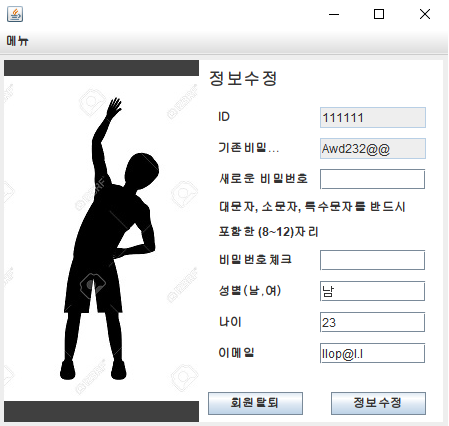 메뉴
정보수정
ID 111111
기존비밀... Awd232@@
새로운 비밀번호
대문자, 소문자, 특수문자를 반드시
포함한 (8~12)자리
비밀번호체크
성별(남,여) 남
나이 23
이메일 llop@l.l
회원탈퇴 정보수정